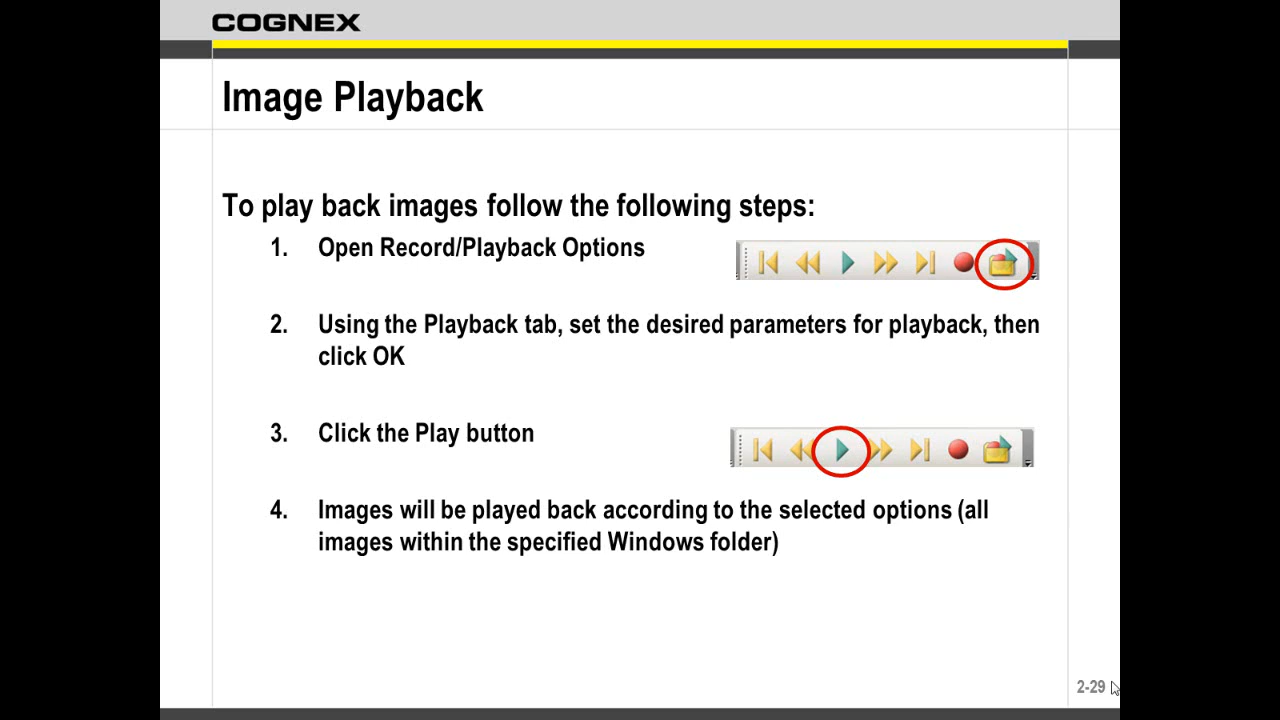 COGNEX
Image Playback
To play back images follow the following steps:
1. Open Record/Playback Options
2. Using the Playback tab, set the desired parameters for playback, then
click OK
3. Click the Play button
4. Images will be played back according to the selected options (all
images within the specified Windows folder)
2-29